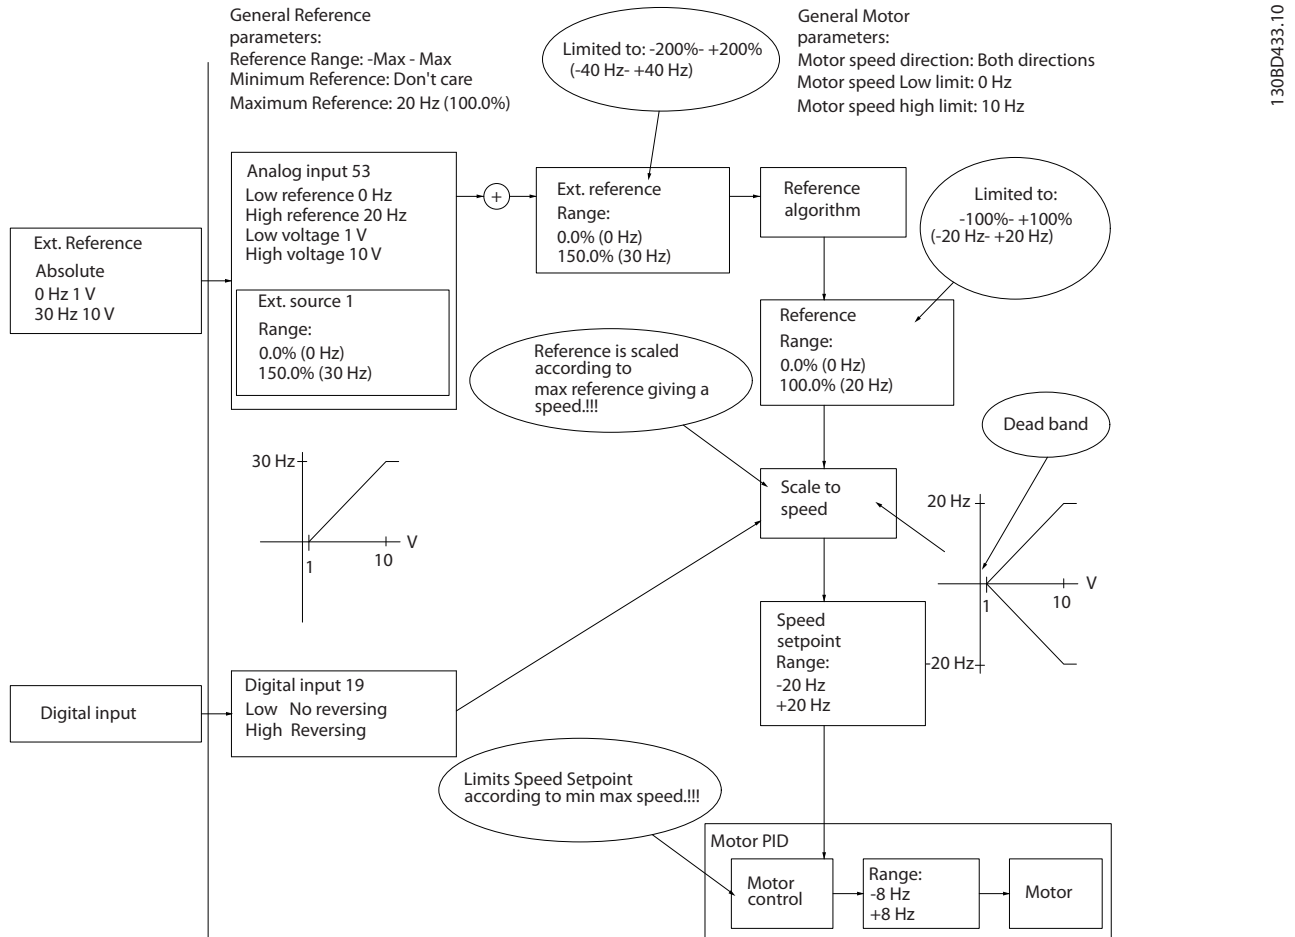 General Reference
parameters:
Reference Range: -Max - Max
Minimum Reference: Don't care
Maximum Reference: 20 Hz (100.0%)
Limited to: -200%- +200%
(-40 Hz- +40 Hz)
General Motor
parameters:
Motor speed direction: Both directions
Motor speed Low limit: 0 Hz
Motor speed high limit: 10 Hz
130BD433.10
Ext. Reference
Absolute
0 Hz 1 V
30 Hz 10 V
Analog input 53
Low reference 0 Hz
High reference 20 Hz
Low voltage 1 V
High voltage 10 V
Ext. source 1
Range:
0.0% (0 Hz)
150.0% (30 Hz)
+
Ext. reference
Range:
0.0% (0 Hz)
150.0% (30 Hz)
Reference
algorithm
Limited to:
-100%- +100%
(-20 Hz- +20 Hz)
Reference
Range:
0.0% (0 Hz)
100.0% (20 Hz)
Reference is scaled
according to
max reference giving a
speed.!!!
Dead band
30 Hz
V
1
10
Scale to
speed
20 Hz
V
1
10
-20 Hz
Speed
setpoint
Range:
-20 Hz
+20 Hz
Digital input
Digital input 19
Low No reversing
High Reversing
Limits Speed Setpoint
according to min max speed.!!!
Motor PID
Motor
control
Range:
-8 Hz
+8 Hz
Motor